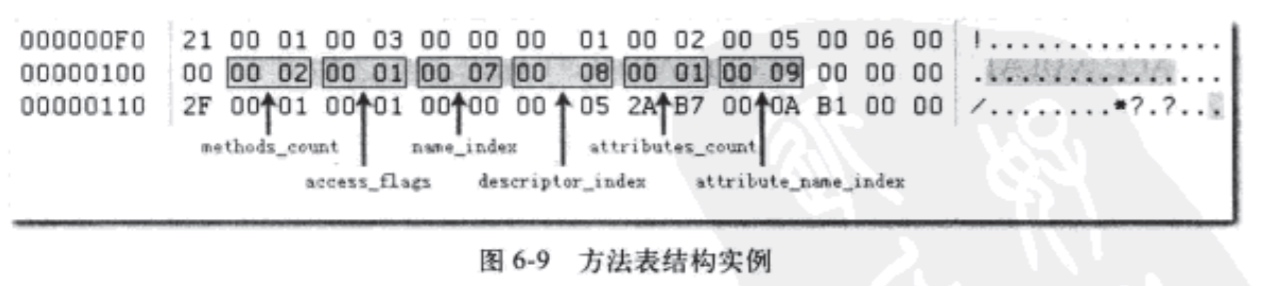 000000F0 21 00 01 00 03 00 00 00 01 00 02 00 05 00 06 00 !...............
00000100 00 00 02 00 01 00 07 00 08 00 01 00 09 00 00 00 ................
00000110 2F 00 01 00 01 00 00 00 05 2A B7 00 0A B1 00 00 /........*?.?...
methods_count name_index attributes_count
access_flags descriptor_index attribute_name_index
图 6-9 方法表结构实例